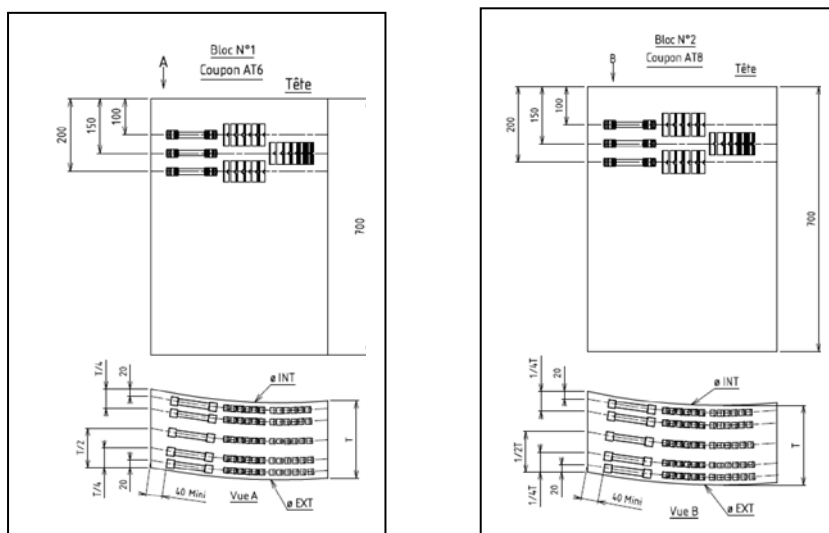 Bloc N°1
A
Coupon AT6
Tête
200
150
100
700
T/4
20
ø INT
T/2
T
T/4
20
40 Mini
Vue A
ø EXT
Bloc N°2
B
Coupon AT8
Tête
200
150
100
700
1/4T
20
ø INT
1/2T
T
1/4T
20
40 Mini
Vue B
ø EXT